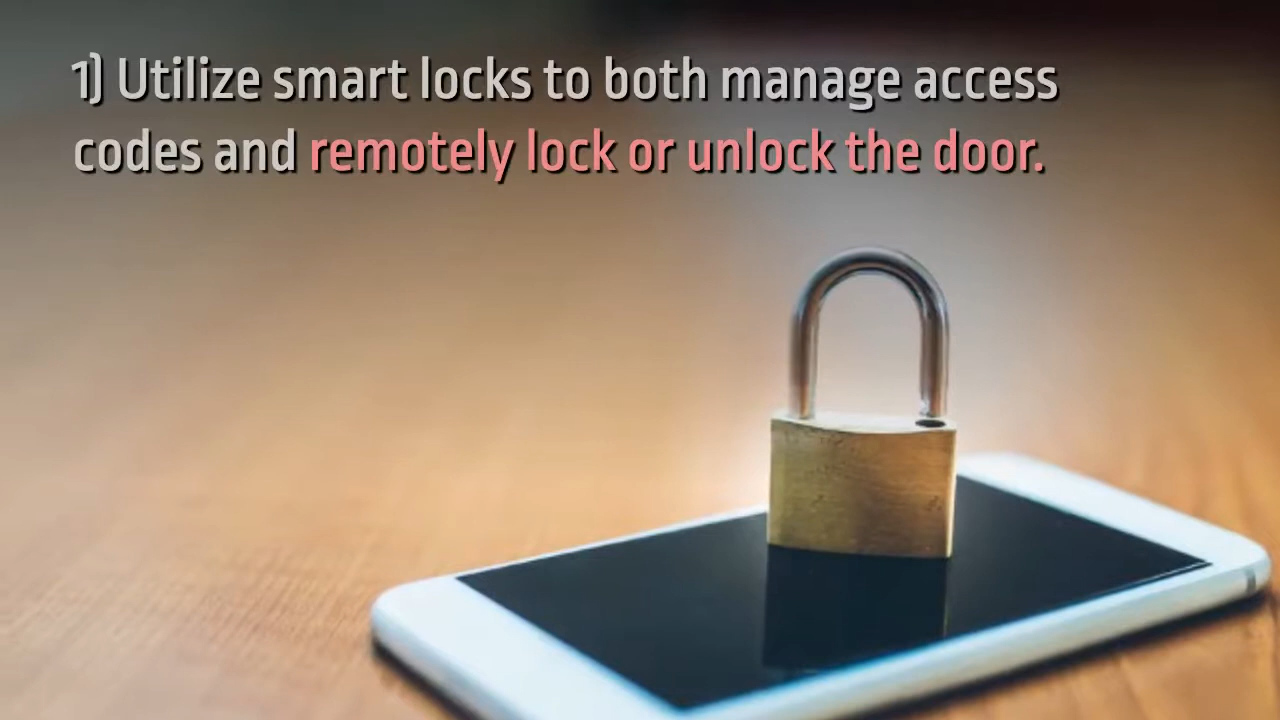 1) Utilize smart locks to both manage access
codes and remotely lock or unlock the door.